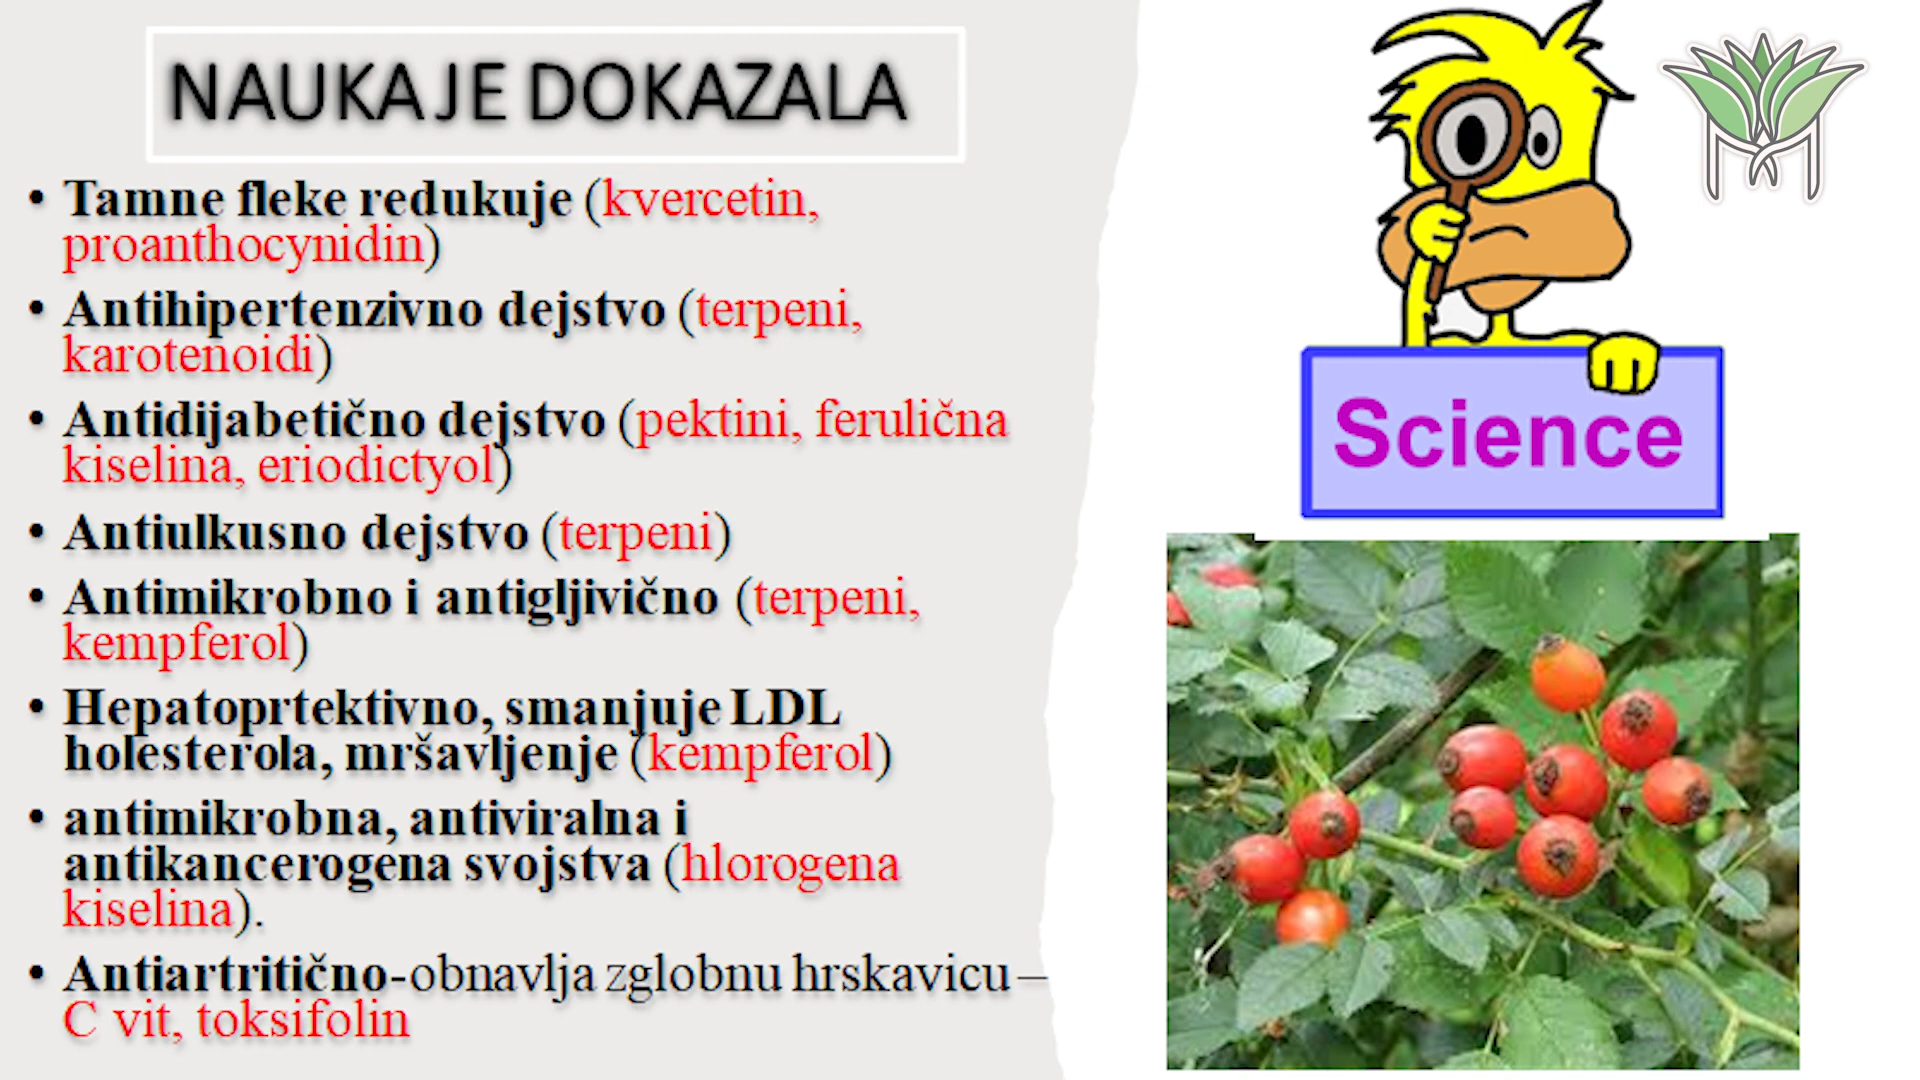 NAUKA JE DOKAZALA
• Tamne fleke redukuje (kvercetin,
proanthocynidin)
• Antihipertenzivno dejstvo (terpeni,
karotenoidi)
• Antidijabetično dejstvo (pektini, ferulična
kiselina, eriodictyol)
• Antiulkusno dejstvo (terpeni)
• Antimikrobno i antigljivično (terpeni,
kempferol)
• Hepatoprtektivno, smanjuje LDL
holesterola, mršavljenje (kempferol)
• antimikrobna, antiviralna i
antikancerogena svojstva (hlorogena
kiselina).
• Antiartritično-obnavlja zglobnu hrskavicu –
C vit, toksifolin
Science